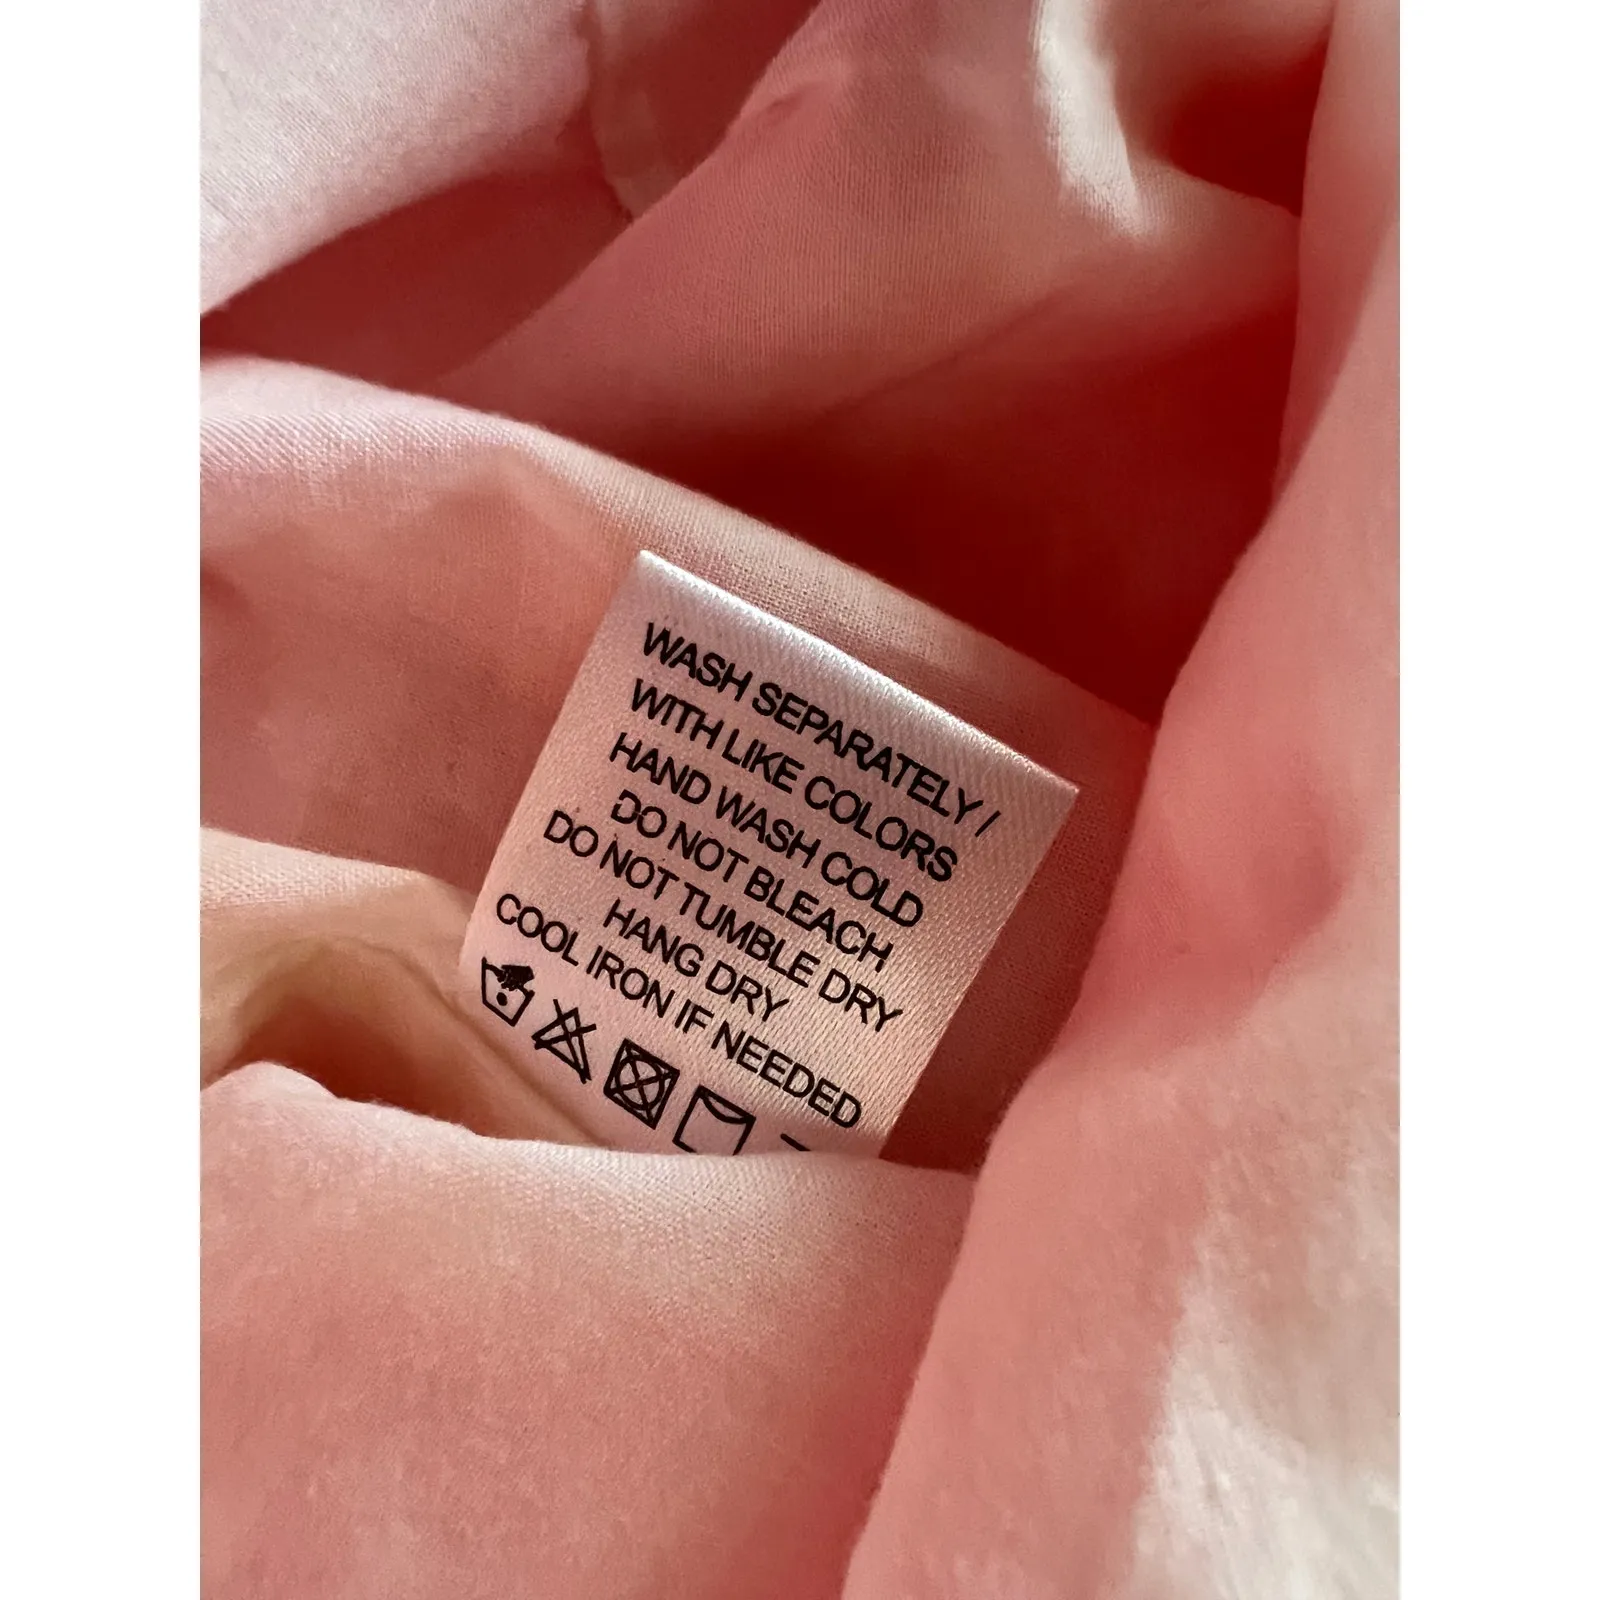 WASH SEPARATELY /
WITH LIKE COLORS
HAND WASH COLD
DO NOT BLEACH
DO NOT TUMBLE DRY
HANG DRY
COOL IRON IF NEEDED